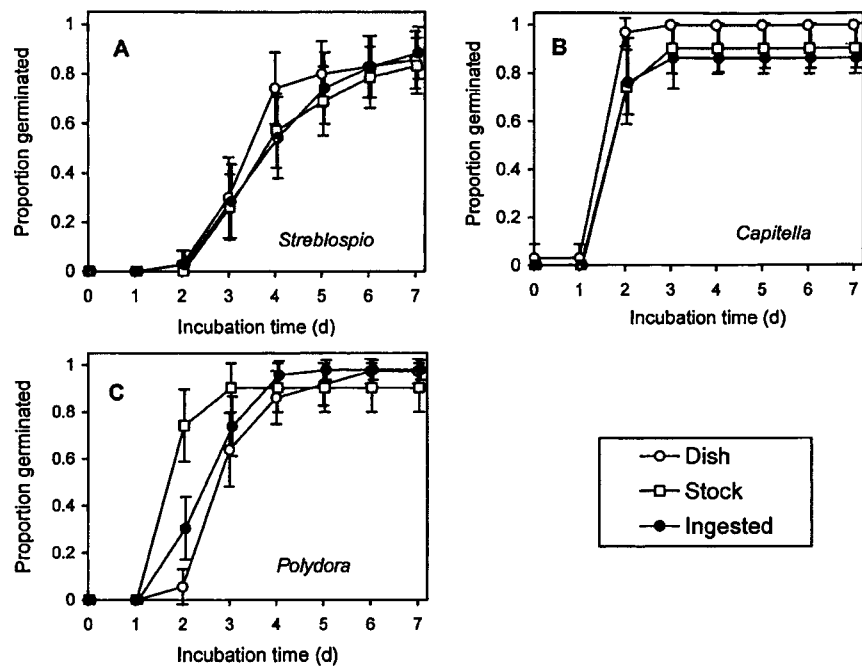 A
Proportion germinated
1
0.8
0.6
0.4
0.2
0
Streblospio
0 1 2 3 4 5 6 7
Incubation time (d)
B
Proportion germinated
1
0.8
0.6
0.4
0.2
0
Capitella
0 1 2 3 4 5 6 7
Incubation time (d)
C
Proportion germinated
1
0.8
0.6
0.4
0.2
0
Polydora
0 1 2 3 4 5 6 7
Incubation time (d)
Dish
Stock
Ingested